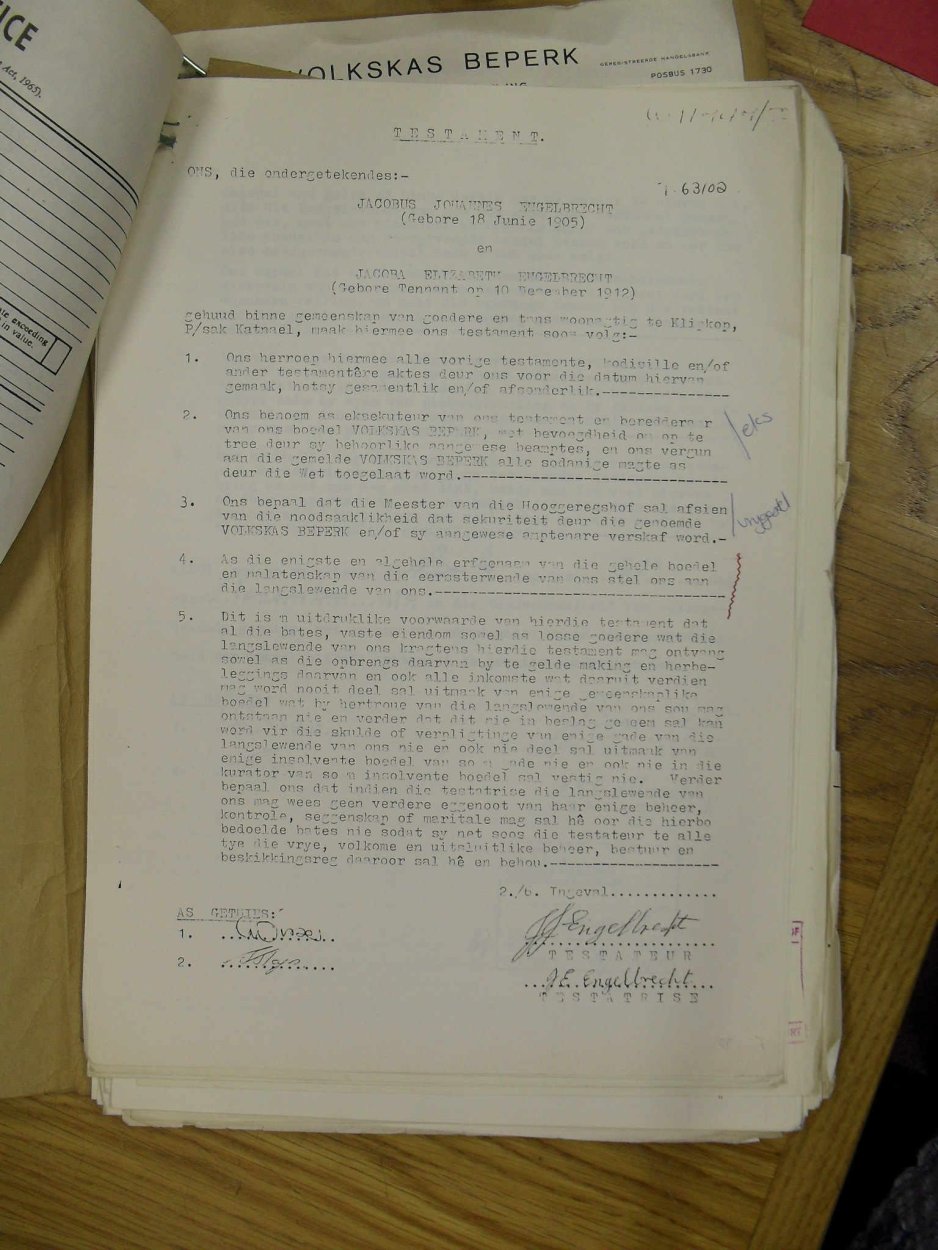 ICE
Act, 1965).
VOLKSKAS BEPERK
GEREGISTREERDE HANDELSBANK
POSBUS 1730
exceeding
in value.
TESTAMENT.
ONS, die ondergetekendes:-
63/02
JACOBUS JOHANNES ENGELBRECHT
(Gebore 18 Junie 1905)
en
JACOBA ELIZABETH ENGELBRECHT
(Gebore Tennant op 10 Desember 1912)
gehuud binne gemeenskap van goedere en tans woonagtig te Klipkop,
P/sak Katnael, maak hiermee ons testament soos volg:-
1. Ons herroep hiermee alle vorige testamente, kodisille en/of
ander testamentêre aktes deur ons voor die datum hiervan
gemaak, hetsy gesamentlik en/of afsonderlik.---------------
2. Ons benoem as eksekuteur van ons testament en beredderaar
van ons boedel VOLKSKAS BEPERK, met bevoegdheid om op te
tree deur sy behoorlike aangewese beamptes, en ons vergun
aan die gemelde VOLKSKAS BEPERK alle sodanige magte as
deur die Wet toegelaat word.-------------------------------
eks
3. Ons bepaal dat die Meester van die Hooggeregshof sal afsien
van die noodsaaklikheid dat sekuriteit deur die genoemde
VOLKSKAS BEPERK en/of sy aangewese amptenare verskaf word.-
4. As die enigste en algehele erfgenaam van die gehele boedel
en nalatenskap van die eerssterwende van ons stel ons aan
die langslewende van ons.----------------------------------
5. Dit is n uitdruklike voorwaarde van hierdie testament dat
al die bates, vaste eiendom sowel as losse goedere wat die
langslewende van ons kragtens hierdie testament mag ontvang
sowel as die opbrengs daarvan by te gelde making en herbe-
leggings daarvan en ook alle inkomste wat daaruit verdien
mag word nooit deel sal uitmaak van enige gemeenskaplike
boedel wat by hertroue van die langslewende van ons sou mag
ontstaan nie en verder dat dit nie in beslag geneem sal kan
word vir die skulde of verpligtinge van enige gade van die
langslewende van ons nie en ook nie deel sal uitmaak van
enige insolvente boedel van so n gade nie en ook nie in die
kurator van so n insolvente boedel sal vestig nie. Verder
bepaal ons dat indien die testatrise die langslewende van
ons mag wees geen verdere eggenoot van haar enige beheer,
kontrole, seggenskap of maritale mag sal hê oor die hierbo
bedoelde bates nie sodat sy net soos die testateur te alle
tye die vrye, volkome en uitsluitlike beheer, bestuur en
beskikkingsreg daaroor sal hê en behou.--------------------
2./6. Ingeval.............
AS GETUIES:
1. ...............
2. ...............
JJ Engelbrecht
TESTATEUR
J.E. Engelbrecht
TESTATRISE